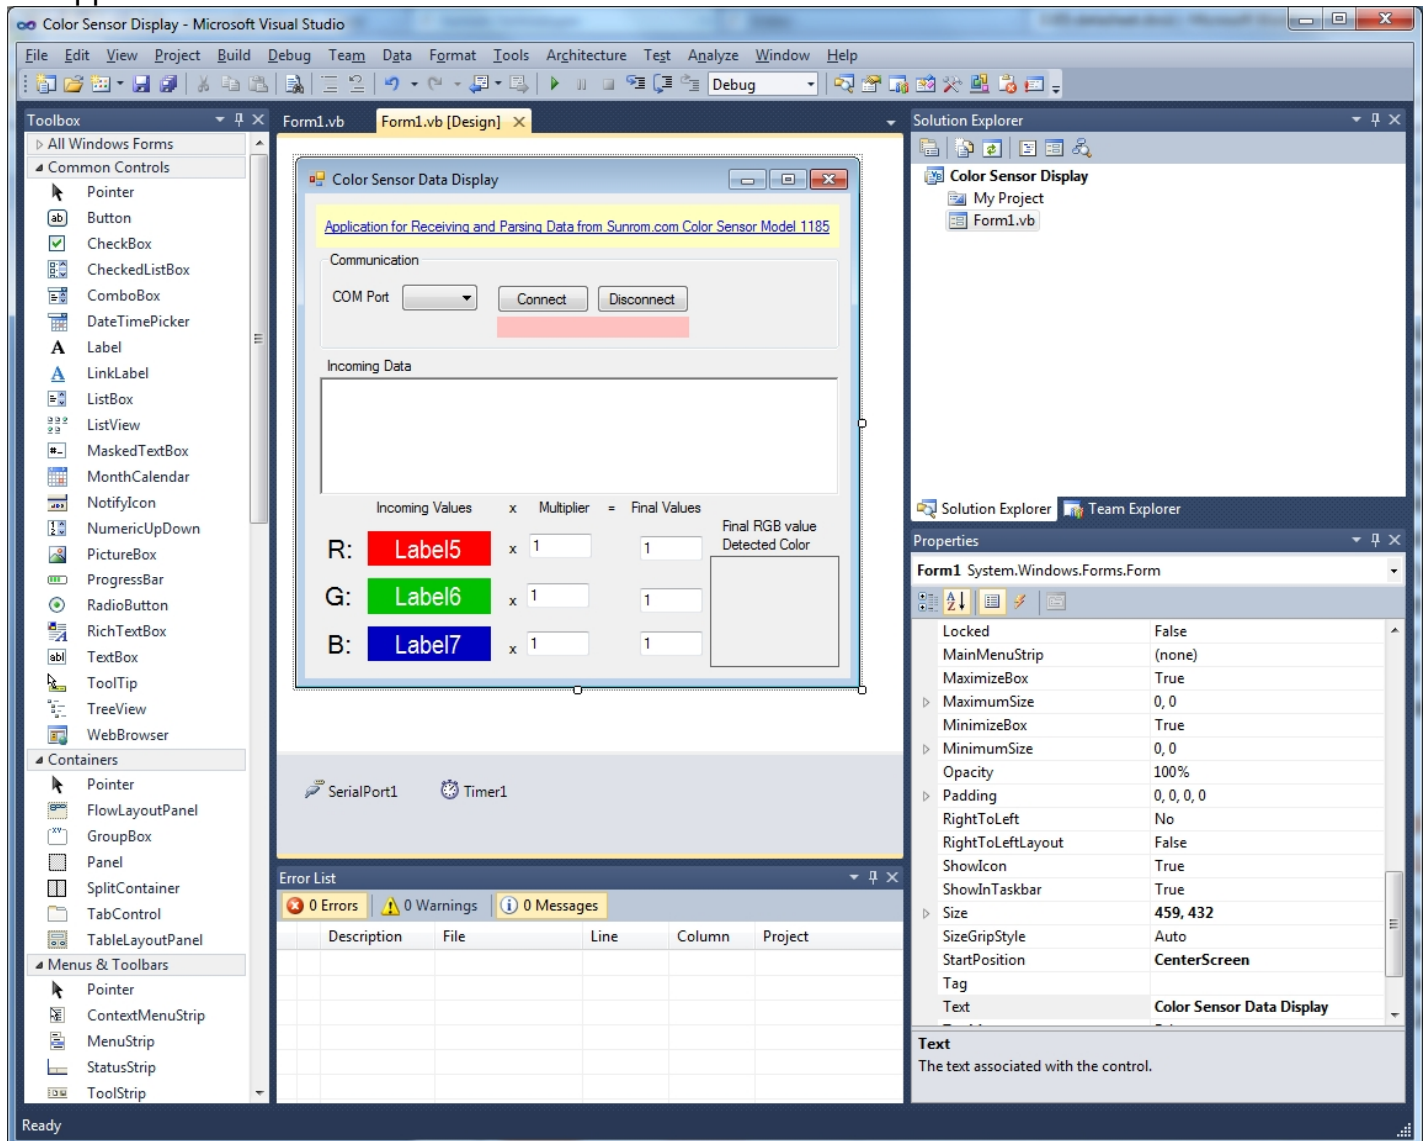 Color Sensor Display - Microsoft Visual Studio
File Edit View Project Build Debug Team Data Format Tools Architecture Test Analyze Window Help
Debug
Toolbox
All Windows Forms
Common Controls
Pointer
Button
CheckBox
CheckedListBox
ComboBox
DateTimePicker
Label
LinkLabel
ListBox
ListView
MaskedTextBox
MonthCalendar
NotifyIcon
NumericUpDown
PictureBox
ProgressBar
RadioButton
RichTextBox
TextBox
ToolTip
TreeView
WebBrowser
Containers
Pointer
FlowLayoutPanel
GroupBox
Panel
SplitContainer
TabControl
TableLayoutPanel
Menus & Toolbars
Pointer
ContextMenuStrip
MenuStrip
StatusStrip
ToolStrip
Form1.vb Form1.vb [Design]
Color Sensor Data Display
Application for Receiving and Parsing Data from Sunrom.com Color Sensor Model 1185
Communication
COM Port Connect Disconnect
Incoming Data
Incoming Values x Multiplier = Final Values
Final RGB value
Detected Color
R: Label5 x 1 1
G: Label6 x 1 1
B: Label7 x 1 1
SerialPort1 Timer1
Error List
0 Errors 0 Warnings 0 Messages
Description File Line Column Project
Solution Explorer
Color Sensor Display
My Project
Form1.vb
Solution Explorer Team Explorer
Properties
Form1 System.Windows.Forms.Form
Locked False
MainMenuStrip (none)
MaximizeBox True
MaximumSize 0, 0
MinimizeBox True
MinimumSize 0, 0
Opacity 100%
Padding 0, 0, 0, 0
RightToLeft No
RightToLeftLayout False
ShowIcon True
ShowInTaskbar True
Size 459, 432
SizeGripStyle Auto
StartPosition CenterScreen
Tag
Text Color Sensor Data Display
Text
The text associated with the control.
Ready